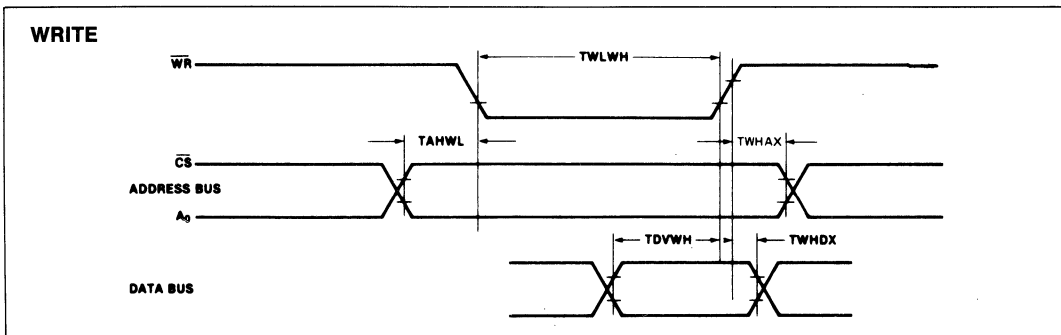 WRITE
WR
TWLWH
TAHWL
TWHAX
CS
ADDRESS BUS
A0
TDVWH
TWHDX
DATA BUS